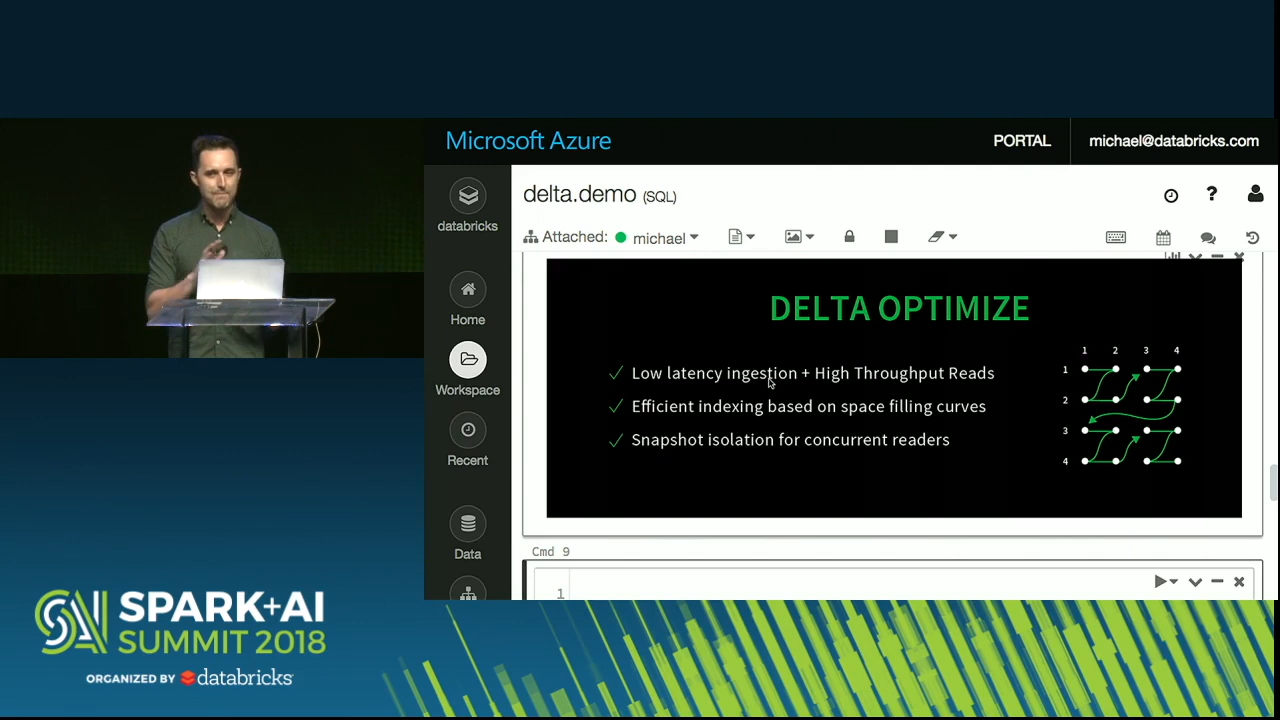 Microsoft Azure
PORTAL
michael@databricks.com
databricks
Home
Workspace
Recent
Data
delta.demo (SQL)
?
Attached: michael
DELTA OPTIMIZE
Low latency ingestion + High Throughput Reads
Efficient indexing based on space filling curves
Snapshot isolation for concurrent readers
1 2 3 4
1
2
3
4
Cmd 9
1
SPARK+AI
SUMMIT 2018
ORGANIZED BY databricks